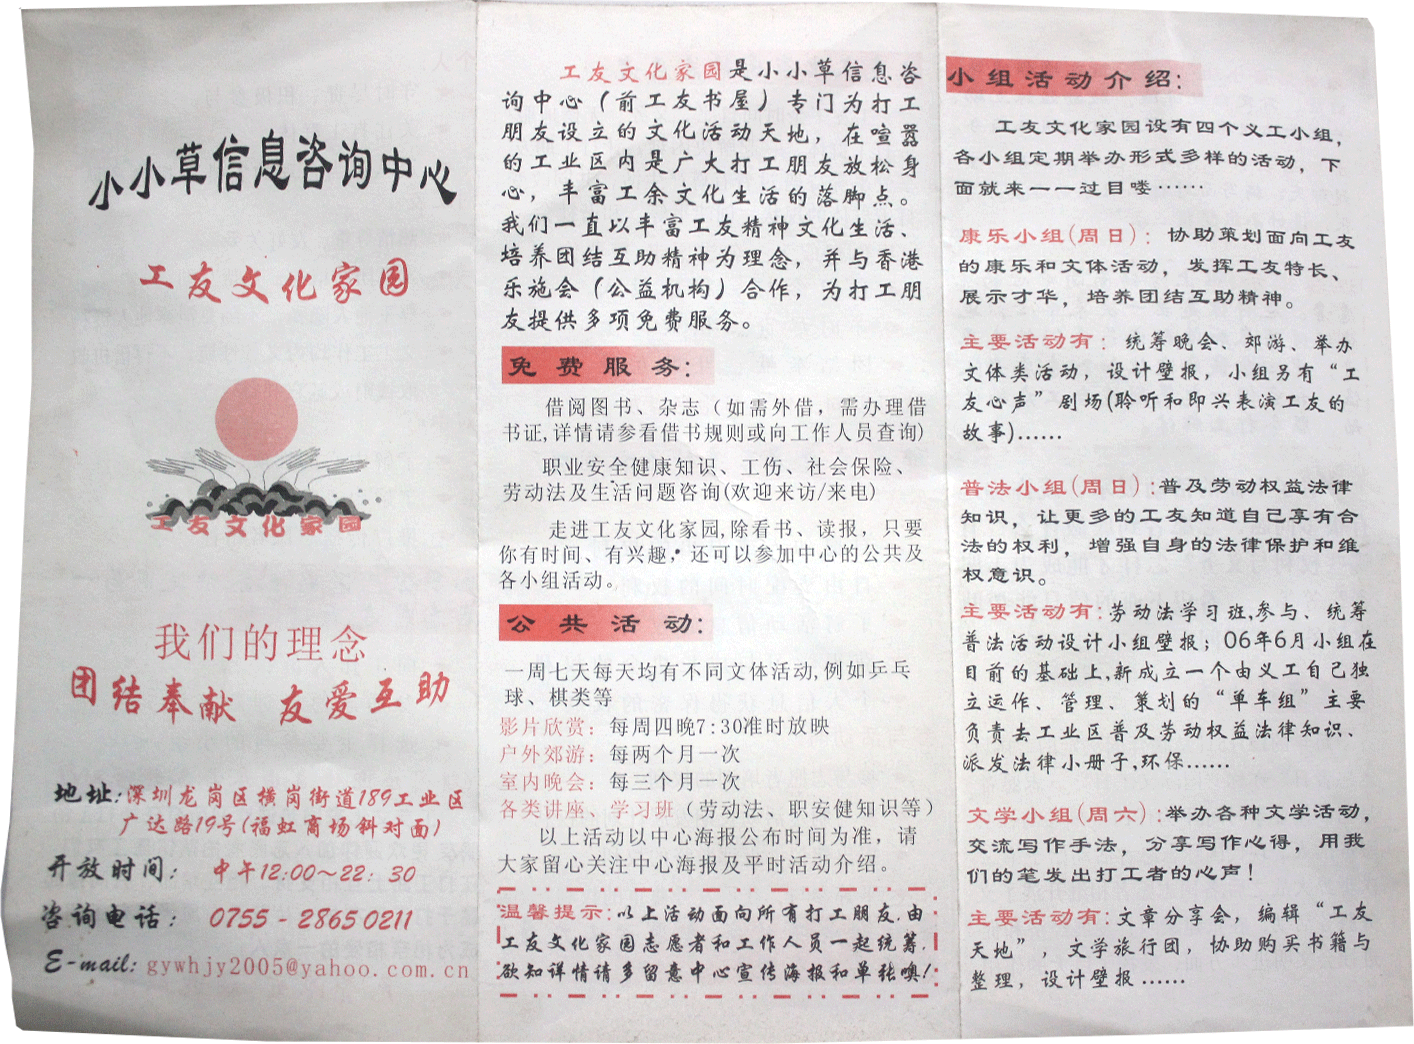 小小草信息咨询中心
工友文化家园
工友文化家园
我们的理念
团结奉献 友爱互助
地址:深圳龙岗区横岗街道189工业区
广达路19号(福虹商场斜对面)
开放时间: 中午12:00~22:30
咨询电话: 0755-28650211
E-mail: gywhjy2005@yahoo.com.cn
工友文化家园是小小草信息咨
询中心(前工友书屋)专门为打工
朋友设立的文化活动天地,在喧嚣
的工业区内是广大打工朋友放松身
心,丰富工余文化生活的落脚点。
我们一直以丰富工友精神文化生活、
培养团结互助精神为理念,并与香港
乐施会(公益机构)合作,为打工朋
友提供多项免费服务。
免费服务:
借阅图书、杂志(如需外借,需办理借
书证,详情请参看借书规则或向工作人员查询)
职业安全健康知识、工伤、社会保险、
劳动法及生活问题咨询(欢迎来访/来电)
走进工友文化家园,除看书、读报,只要
你有时间、有兴趣,还可以参加中心的公共及
各小组活动。
公共活动:
一周七天每天均有不同文体活动,例如乒乓
球、棋类等
影片欣赏:每周四晚7:30准时放映
户外郊游:每两个月一次
室内晚会:每三个月一次
各类讲座、学习班(劳动法、职安健知识等)
以上活动以中心海报公布时间为准,请
大家留心关注中心海报及平时活动介绍。
温馨提示:以上活动面向所有打工朋友.由
工友文化家园志愿者和工作人员一起统筹.
欲知详情请多留意中心宣传海报和单张噢!
小组活动介绍:
工友文化家园设有四个义工小组,
各小组定期举办形式多样的活动,下
面就来一一过目喽……
康乐小组(周日):协助策划面向工友
的康乐和文体活动,发挥工友特长、
展示才华,培养团结互助精神。
主要活动有:统筹晚会、郊游、举办
文体类活动,设计壁报,小组另有“工
友心声”剧场(聆听和即兴表演工友的
故事)……
普法小组(周日):普及劳动权益法律
知识,让更多的工友知道自己享有合
法的权利,增强自身的法律保护和维
权意识。
主要活动有:劳动法学习班,参与、统筹
普法活动设计小组壁报;06年6月小组在
目前的基础上,新成立一个由义工自己独
立运作、管理、策划的“单车组”主要
负责去工业区普及劳动权益法律知识、
派发法律小册子,环保……
文学小组(周六):举办各种文学活动,
交流写作手法,分享写作心得,用我
们的笔发出打工者的心声!
主要活动有:文章分享会,编辑“工友
天地”,文学旅行团,协助购买书籍与
整理,设计壁报……